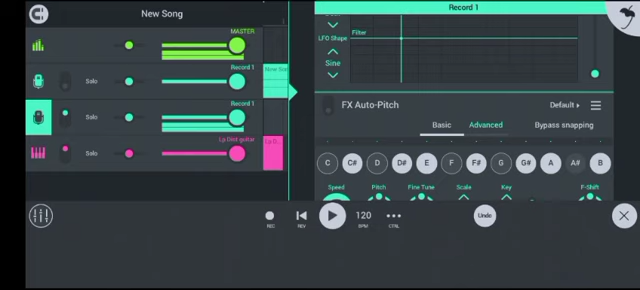 New Song
MASTER
Record 1
Solo
Record 1
Solo
Lp Dist guitar
Solo
Record 1
LFO Shape
Filter
Sine
FX Auto-Pitch
Default
Basic
Advanced
Bypass snapping
C C# D D# E F F# G G# A A# B
Speed Pitch Fine Tune Scale Key F-Shift
120
Undo
REC REV BPM CTRL